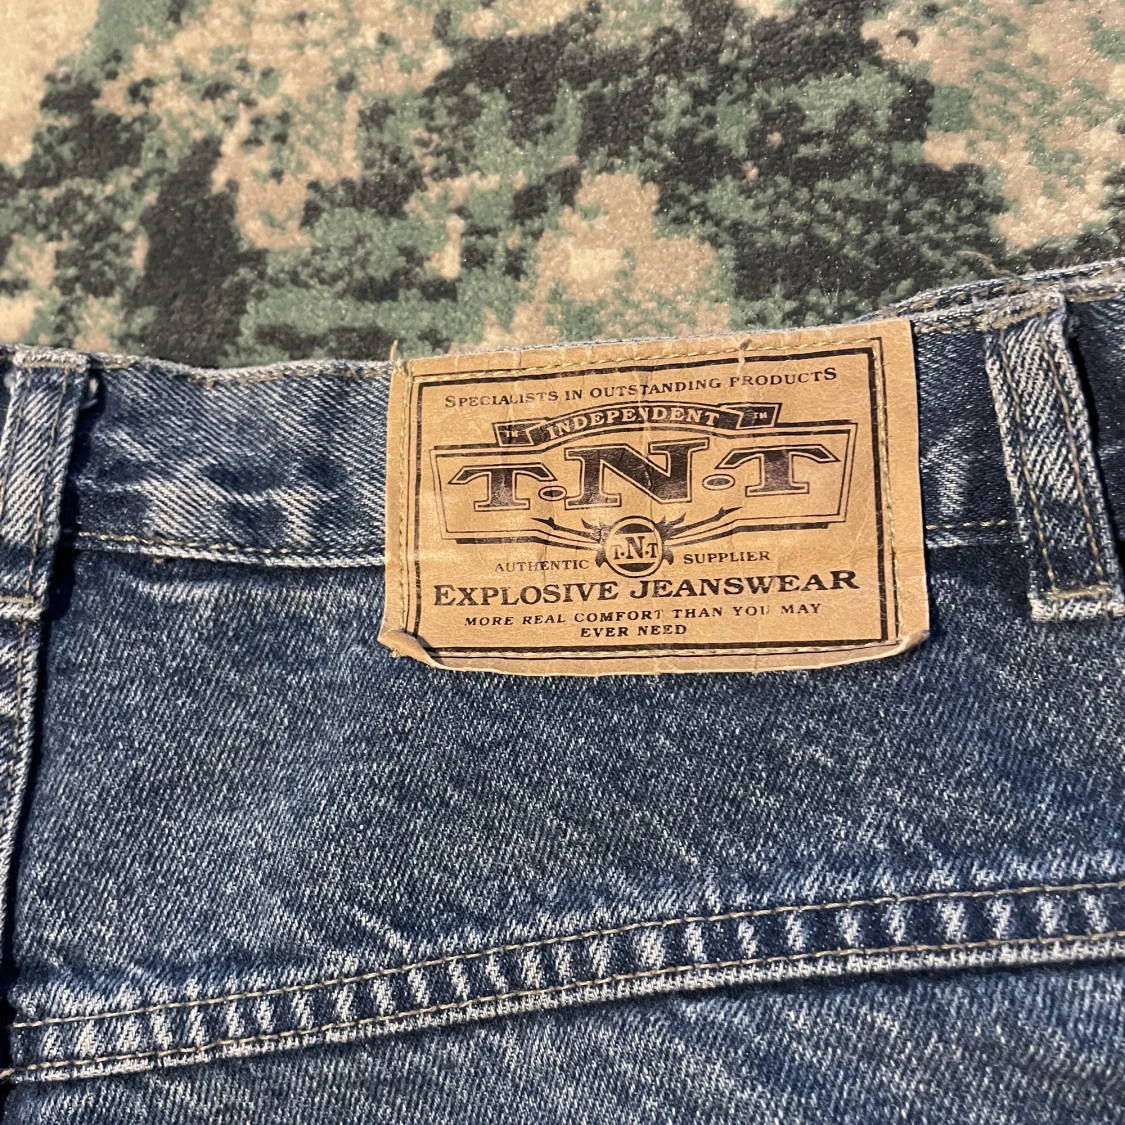 SPECIALISTS IN OUTSTANDING PRODUCTS
™ INDEPENDENT ™
T·N·T
T·N·T
AUTHENTIC SUPPLIER
EXPLOSIVE JEANSWEAR
MORE REAL COMFORT THAN YOU MAY
EVER NEED